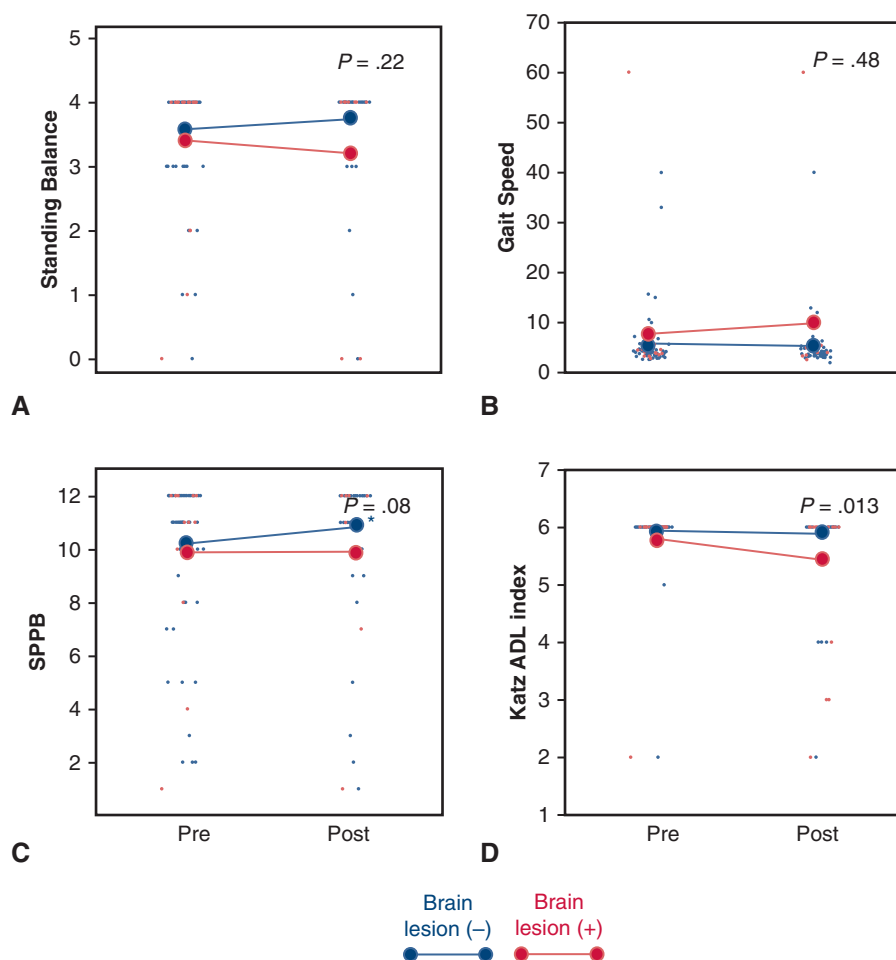 5
4
3
2
1
0
Standing Balance
P = .22
A
70
60
50
40
30
20
10
0
Gait Speed
P = .48
B
12
10
8
6
4
2
SPPB
P = .08
*
Pre Post
C
7
6
5
4
3
2
1
Katz ADL index
P = .013
Pre Post
D
Brain
lesion (–)
Brain
lesion (+)